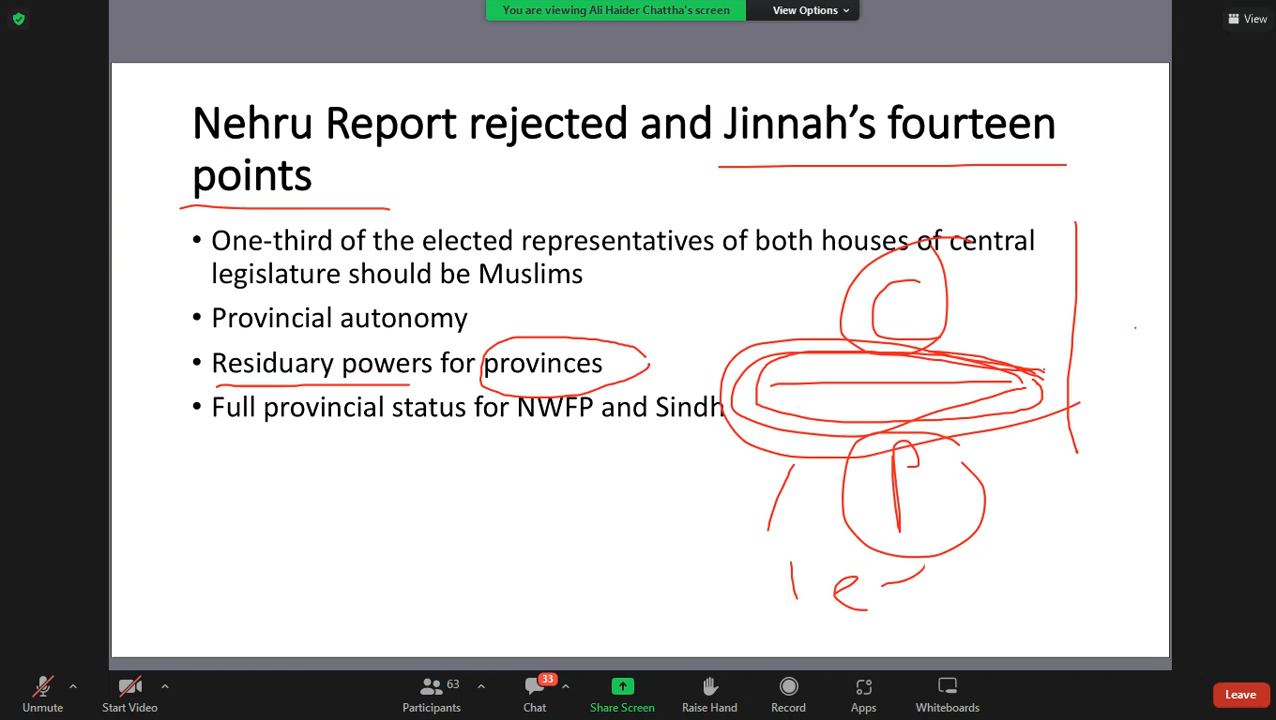 You are viewing Ali Haider Chattha's screen
View Options
View
Nehru Report rejected and Jinnah’s fourteen
points
• One-third of the elected representatives of both houses of central
legislature should be Muslims
• Provincial autonomy
• Residuary powers for provinces
• Full provincial status for NWFP and Sindh
C
P
Unmute
Start Video
63
Participants
33
Chat
Share Screen
Raise Hand
Record
Apps
Whiteboards
Leave